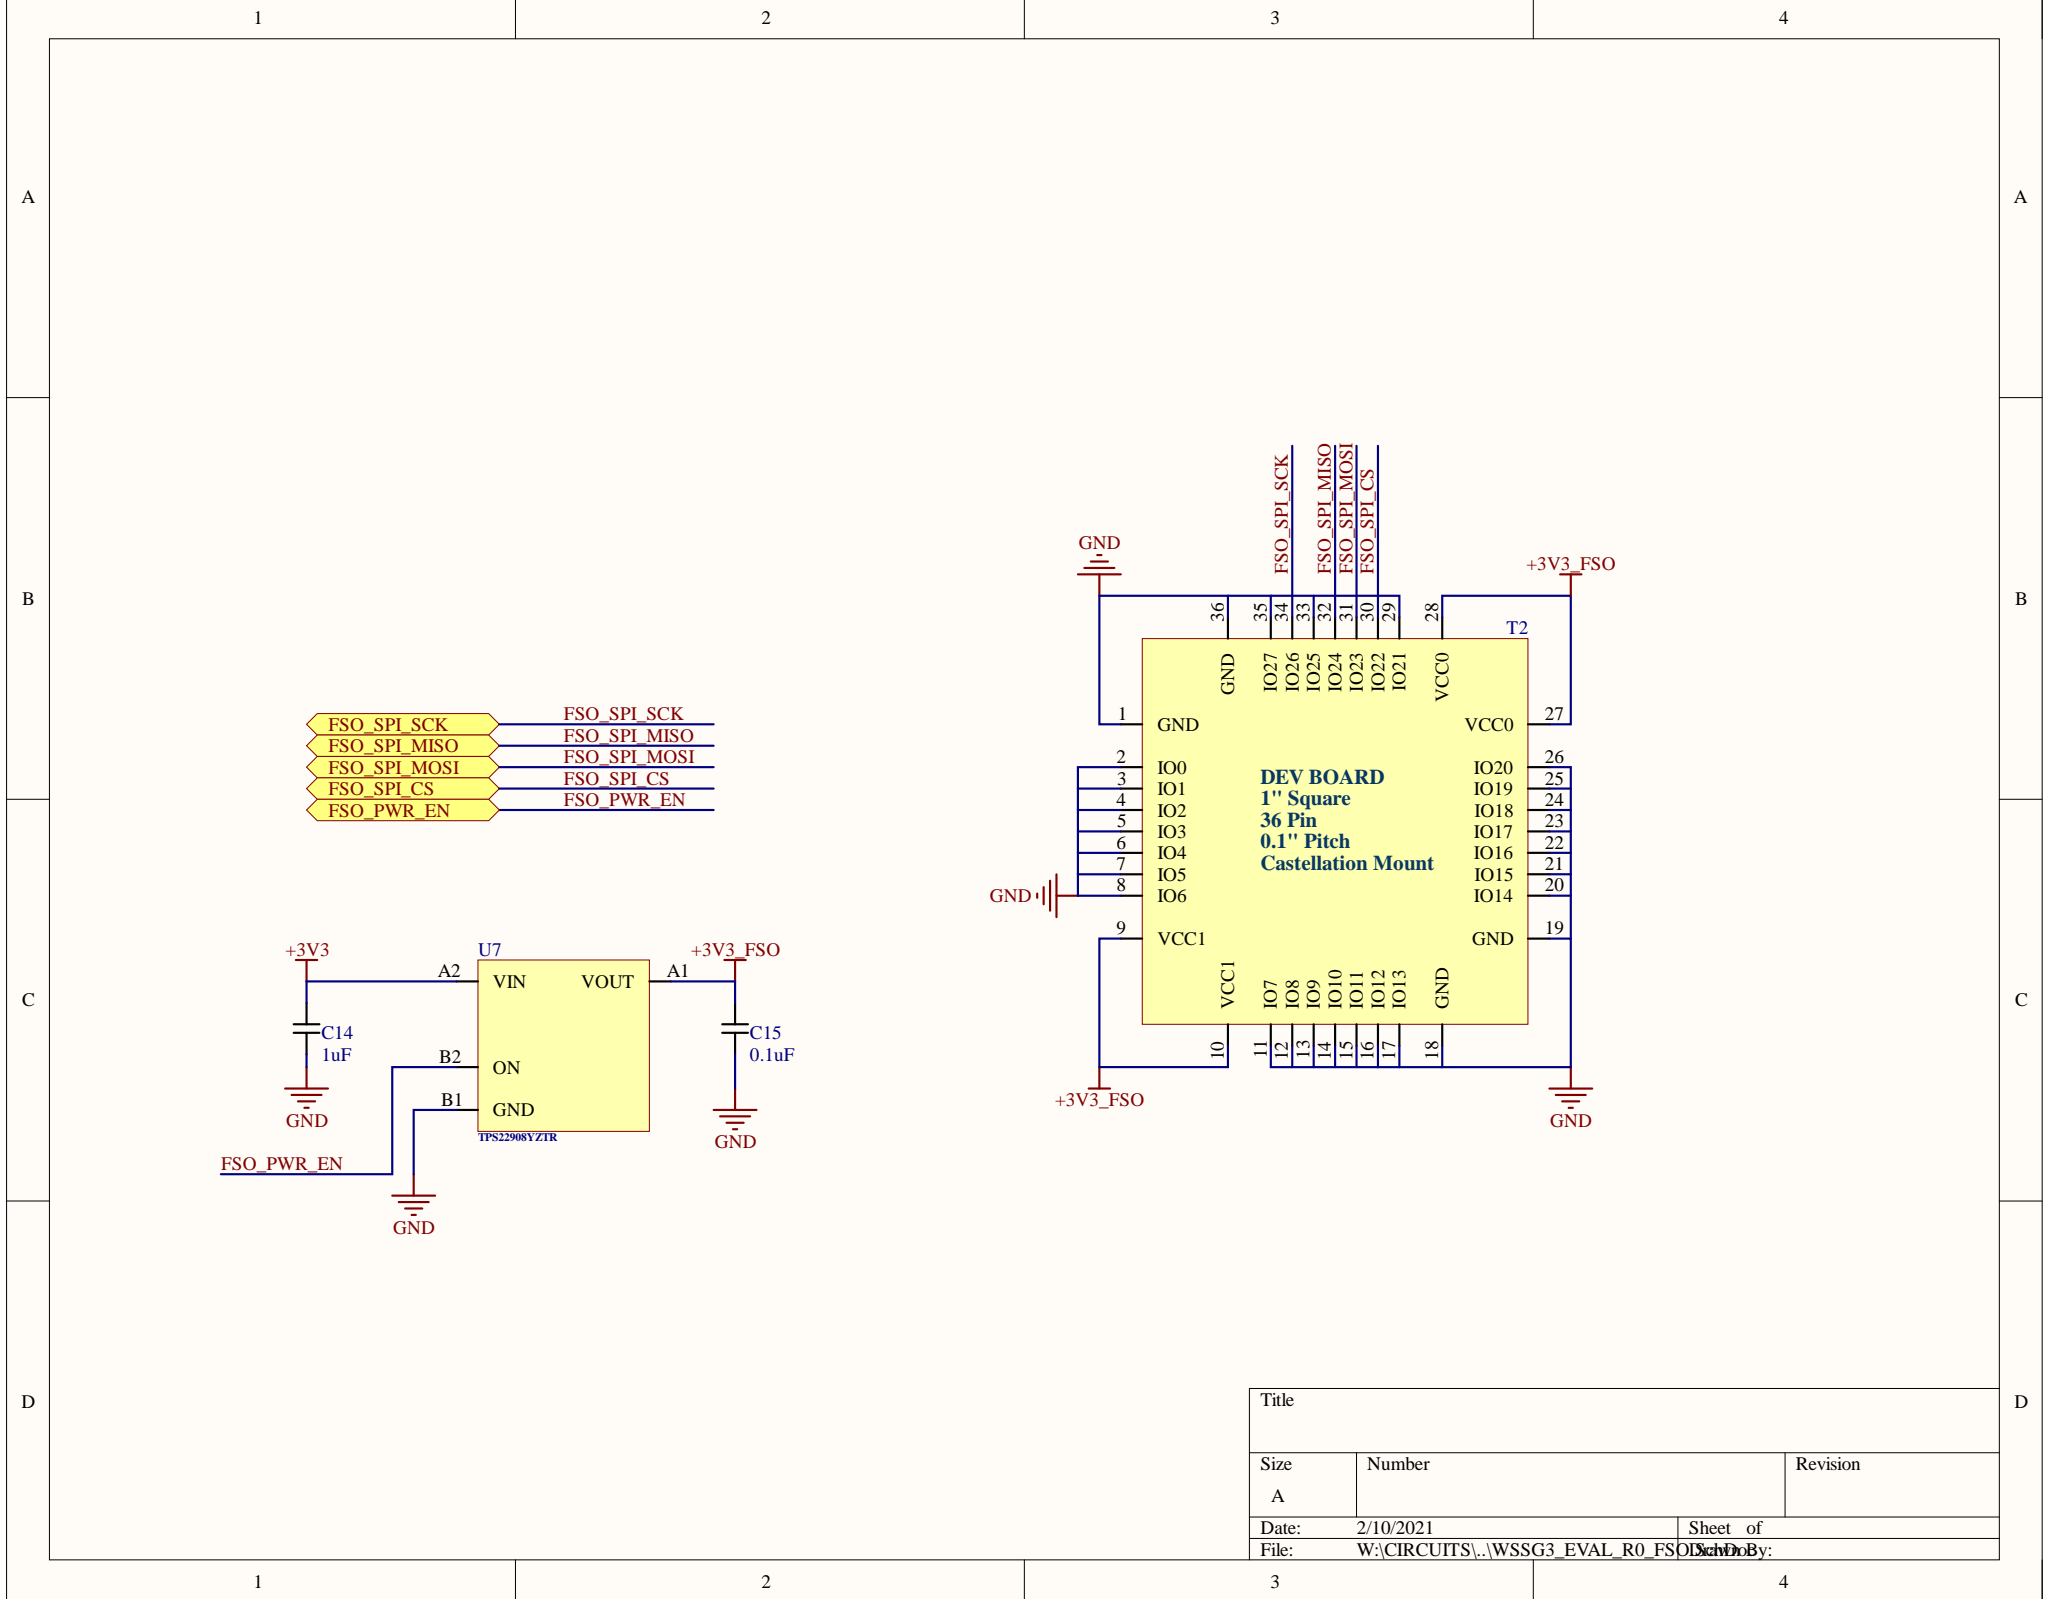 1 2 3 4
A A
B B
C C
D D
1 2 3 4
FSO_SPI_SCK FSO_SPI_SCK
FSO_SPI_MISO FSO_SPI_MISO
FSO_SPI_MOSI FSO_SPI_MOSI
FSO_SPI_CS FSO_SPI_CS
FSO_PWR_EN FSO_PWR_EN
+3V3
C14
1uF
GND
FSO_PWR_EN
GND
U7
A2 VIN VOUT A1
B2 ON
B1 GND
TPS22908YZTR
+3V3_FSO
C15
0.1uF
GND
FSO_SPI_SCK
FSO_SPI_MISO
FSO_SPI_MOSI
FSO_SPI_CS
GND
+3V3_FSO
T2
36 35 34 33 32 31 30 29 28
GND IO27 IO26 IO25 IO24 IO23 IO22 IO21 VCC0
1 GND VCC0 27
2 IO0 IO20 26
3 IO1 IO19 25
4 IO2 IO18 24
5 IO3 IO17 23
6 IO4 IO16 22
7 IO5 IO15 21
8 IO6 IO14 20
9 VCC1 GND 19
DEV BOARD
1" Square
36 Pin
0.1" Pitch
Castellation Mount
GND
VCC1 IO7 IO8 IO9 IO10 IO11 IO12 IO13 GND
10 11 12 13 14 15 16 17 18
+3V3_FSO
GND
Title
Size Number Revision
A
Date: 2/10/2021 Sheet of
File: W:\CIRCUITS\..\WSSG3_EVAL_R0_FSO.SchDoc Drawn By: